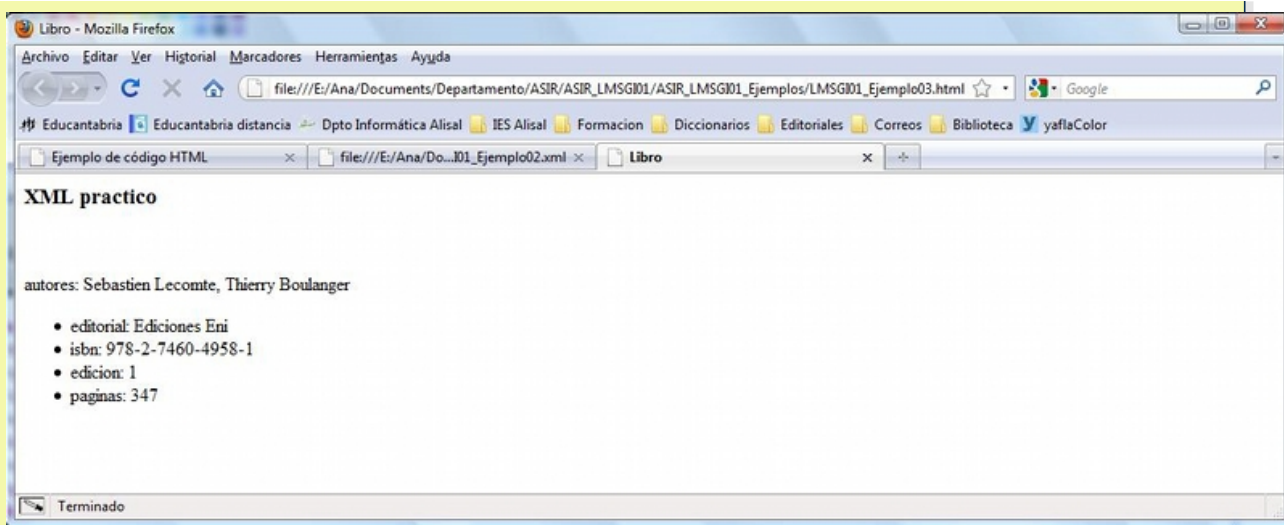 Libro - Mozilla Firefox
Archivo Editar Ver Historial Marcadores Herramientas Ayuda
file:///E:/Ana/Documents/Departamento/ASIR/ASIR_LMSGI01/ASIR_LMSGI01_Ejemplos/LMSGI01_Ejemplo03.html Google
Educantabria Educantabria distancia Dpto Informática Alisal IES Alisal Formacion Diccionarios Editoriales Correos Biblioteca yaflaColor
Ejemplo de código HTML file:///E:/Ana/Do...I01_Ejemplo02.xml Libro
XML practico
autores: Sebastien Lecomte, Thierry Boulanger
• editorial: Ediciones Eni
• isbn: 978-2-7460-4958-1
• edicion: 1
• paginas: 347
Terminado